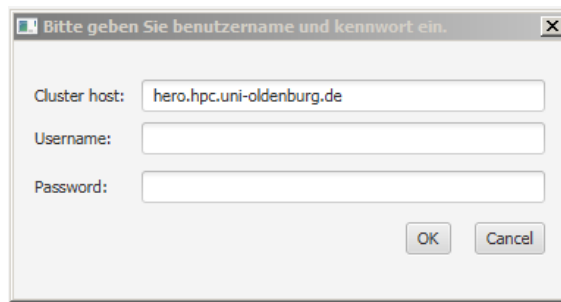 Bitte geben Sie benutzername und kennwort ein.
Cluster host: hero.hpc.uni-oldenburg.de
Username:
Password:
OK Cancel